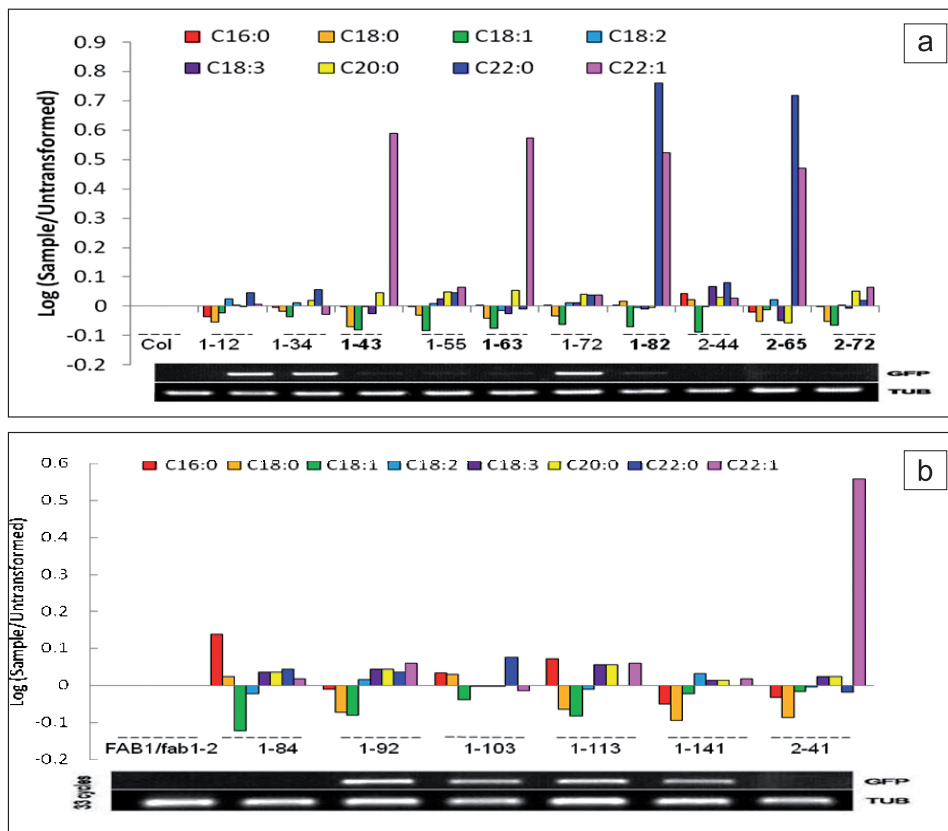 a
0.9
C16:0 C18:0 C18:1 C18:2
0.8
C18:3 C20:0 C22:0 C22:1
0.7
0.6
0.5
0.4
0.3
0.2
0.1
0
-0.1
-0.2
Log (Sample/Untransformed)
Col 1-12 1-34 1-43 1-55 1-63 1-72 1-82 2-44 2-65 2-72
GFP
TUB
b
0.6
C16:0 C18:0 C18:1 C18:2 C18:3 C20:0 C22:0 C22:1
0.5
0.4
0.3
0.2
0.1
0
-0.1
-0.2
Log (Sample/Untransformed)
FAB1/fab1-2 1-84 1-92 1-103 1-113 1-141 2-41
33 cycles
GFP
TUB